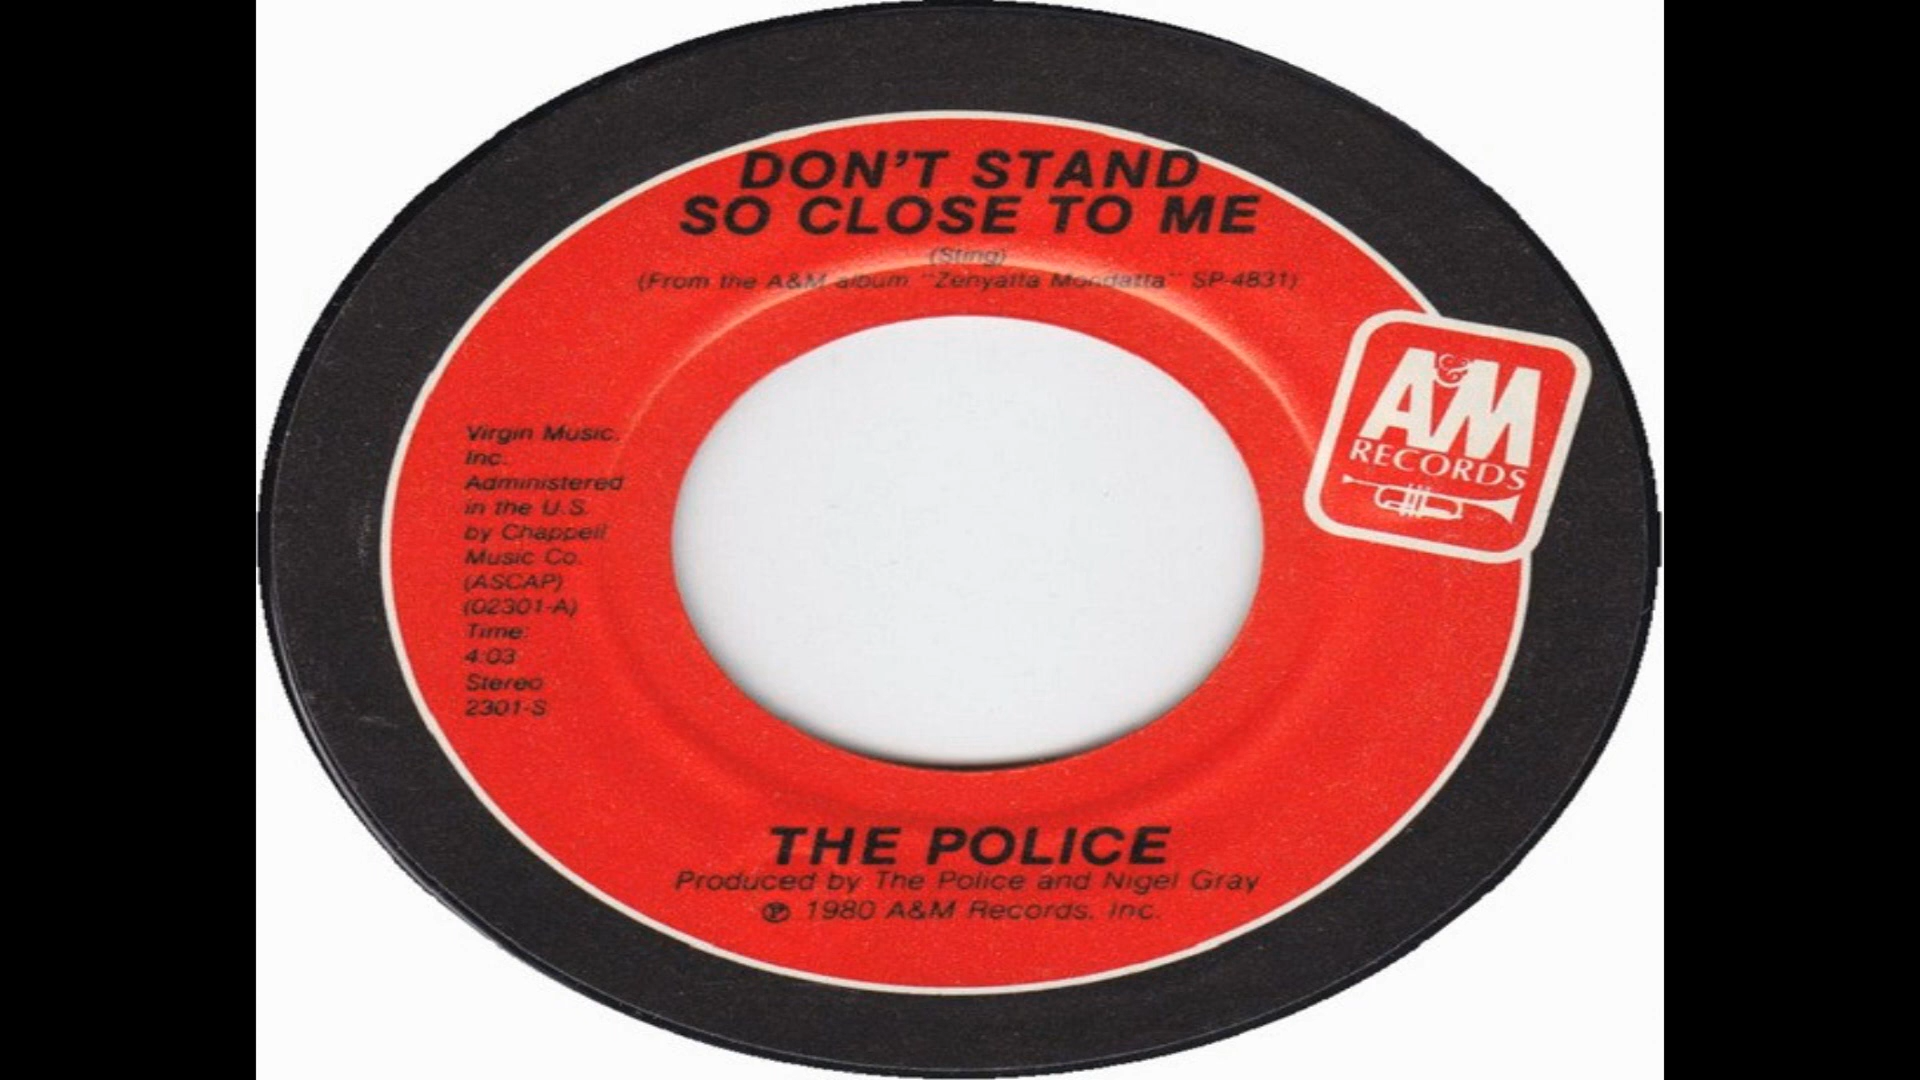 DON'T STAND
SO CLOSE TO ME
(Sting)
(From the A&M album "Zenyatta Mondatta" SP-4831)
A&M
RECORDS
Virgin Music,
Inc.
Administered
in the U.S.
by Chappell
Music Co.
(ASCAP)
(02301-A)
Time:
4:03
Stereo
2301-S
THE POLICE
Produced by The Police and Nigel Gray
℗ 1980 A&M Records, Inc.